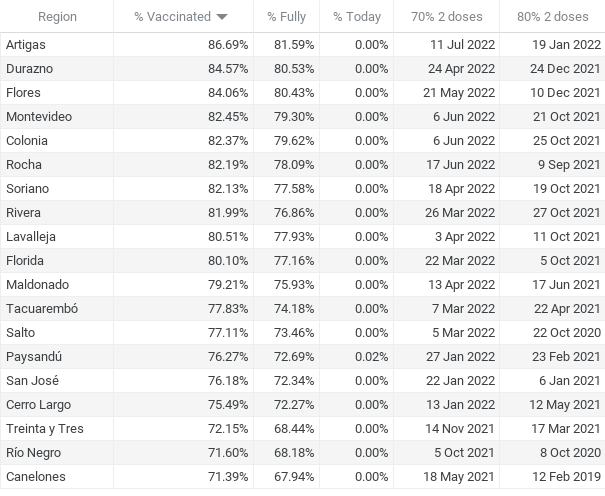 Region % Vaccinated % Fully % Today 70% 2 doses 80% 2 doses
Artigas 86.69% 81.59% 0.00% 11 Jul 2022 19 Jan 2022
Durazno 84.57% 80.53% 0.00% 24 Apr 2022 24 Dec 2021
Flores 84.06% 80.43% 0.00% 21 May 2022 10 Dec 2021
Montevideo 82.45% 79.30% 0.00% 6 Jun 2022 21 Oct 2021
Colonia 82.37% 79.62% 0.00% 6 Jun 2022 25 Oct 2021
Rocha 82.19% 78.09% 0.00% 17 Jun 2022 9 Sep 2021
Soriano 82.13% 77.58% 0.00% 18 Apr 2022 19 Oct 2021
Rivera 81.99% 76.86% 0.00% 26 Mar 2022 27 Oct 2021
Lavalleja 80.51% 77.93% 0.00% 3 Apr 2022 11 Oct 2021
Florida 80.10% 77.16% 0.00% 22 Mar 2022 5 Oct 2021
Maldonado 79.21% 75.93% 0.00% 13 Apr 2022 17 Jun 2021
Tacuarembó 77.83% 74.18% 0.00% 7 Mar 2022 22 Apr 2021
Salto 77.11% 73.46% 0.00% 5 Mar 2022 22 Oct 2020
Paysandú 76.27% 72.69% 0.02% 27 Jan 2022 23 Feb 2021
San José 76.18% 72.34% 0.00% 22 Jan 2022 6 Jan 2021
Cerro Largo 75.49% 72.27% 0.00% 13 Jan 2022 12 May 2021
Treinta y Tres 72.15% 68.44% 0.00% 14 Nov 2021 17 Mar 2021
Río Negro 71.60% 68.18% 0.00% 5 Oct 2021 8 Oct 2020
Canelones 71.39% 67.94% 0.00% 18 May 2021 12 Feb 2019